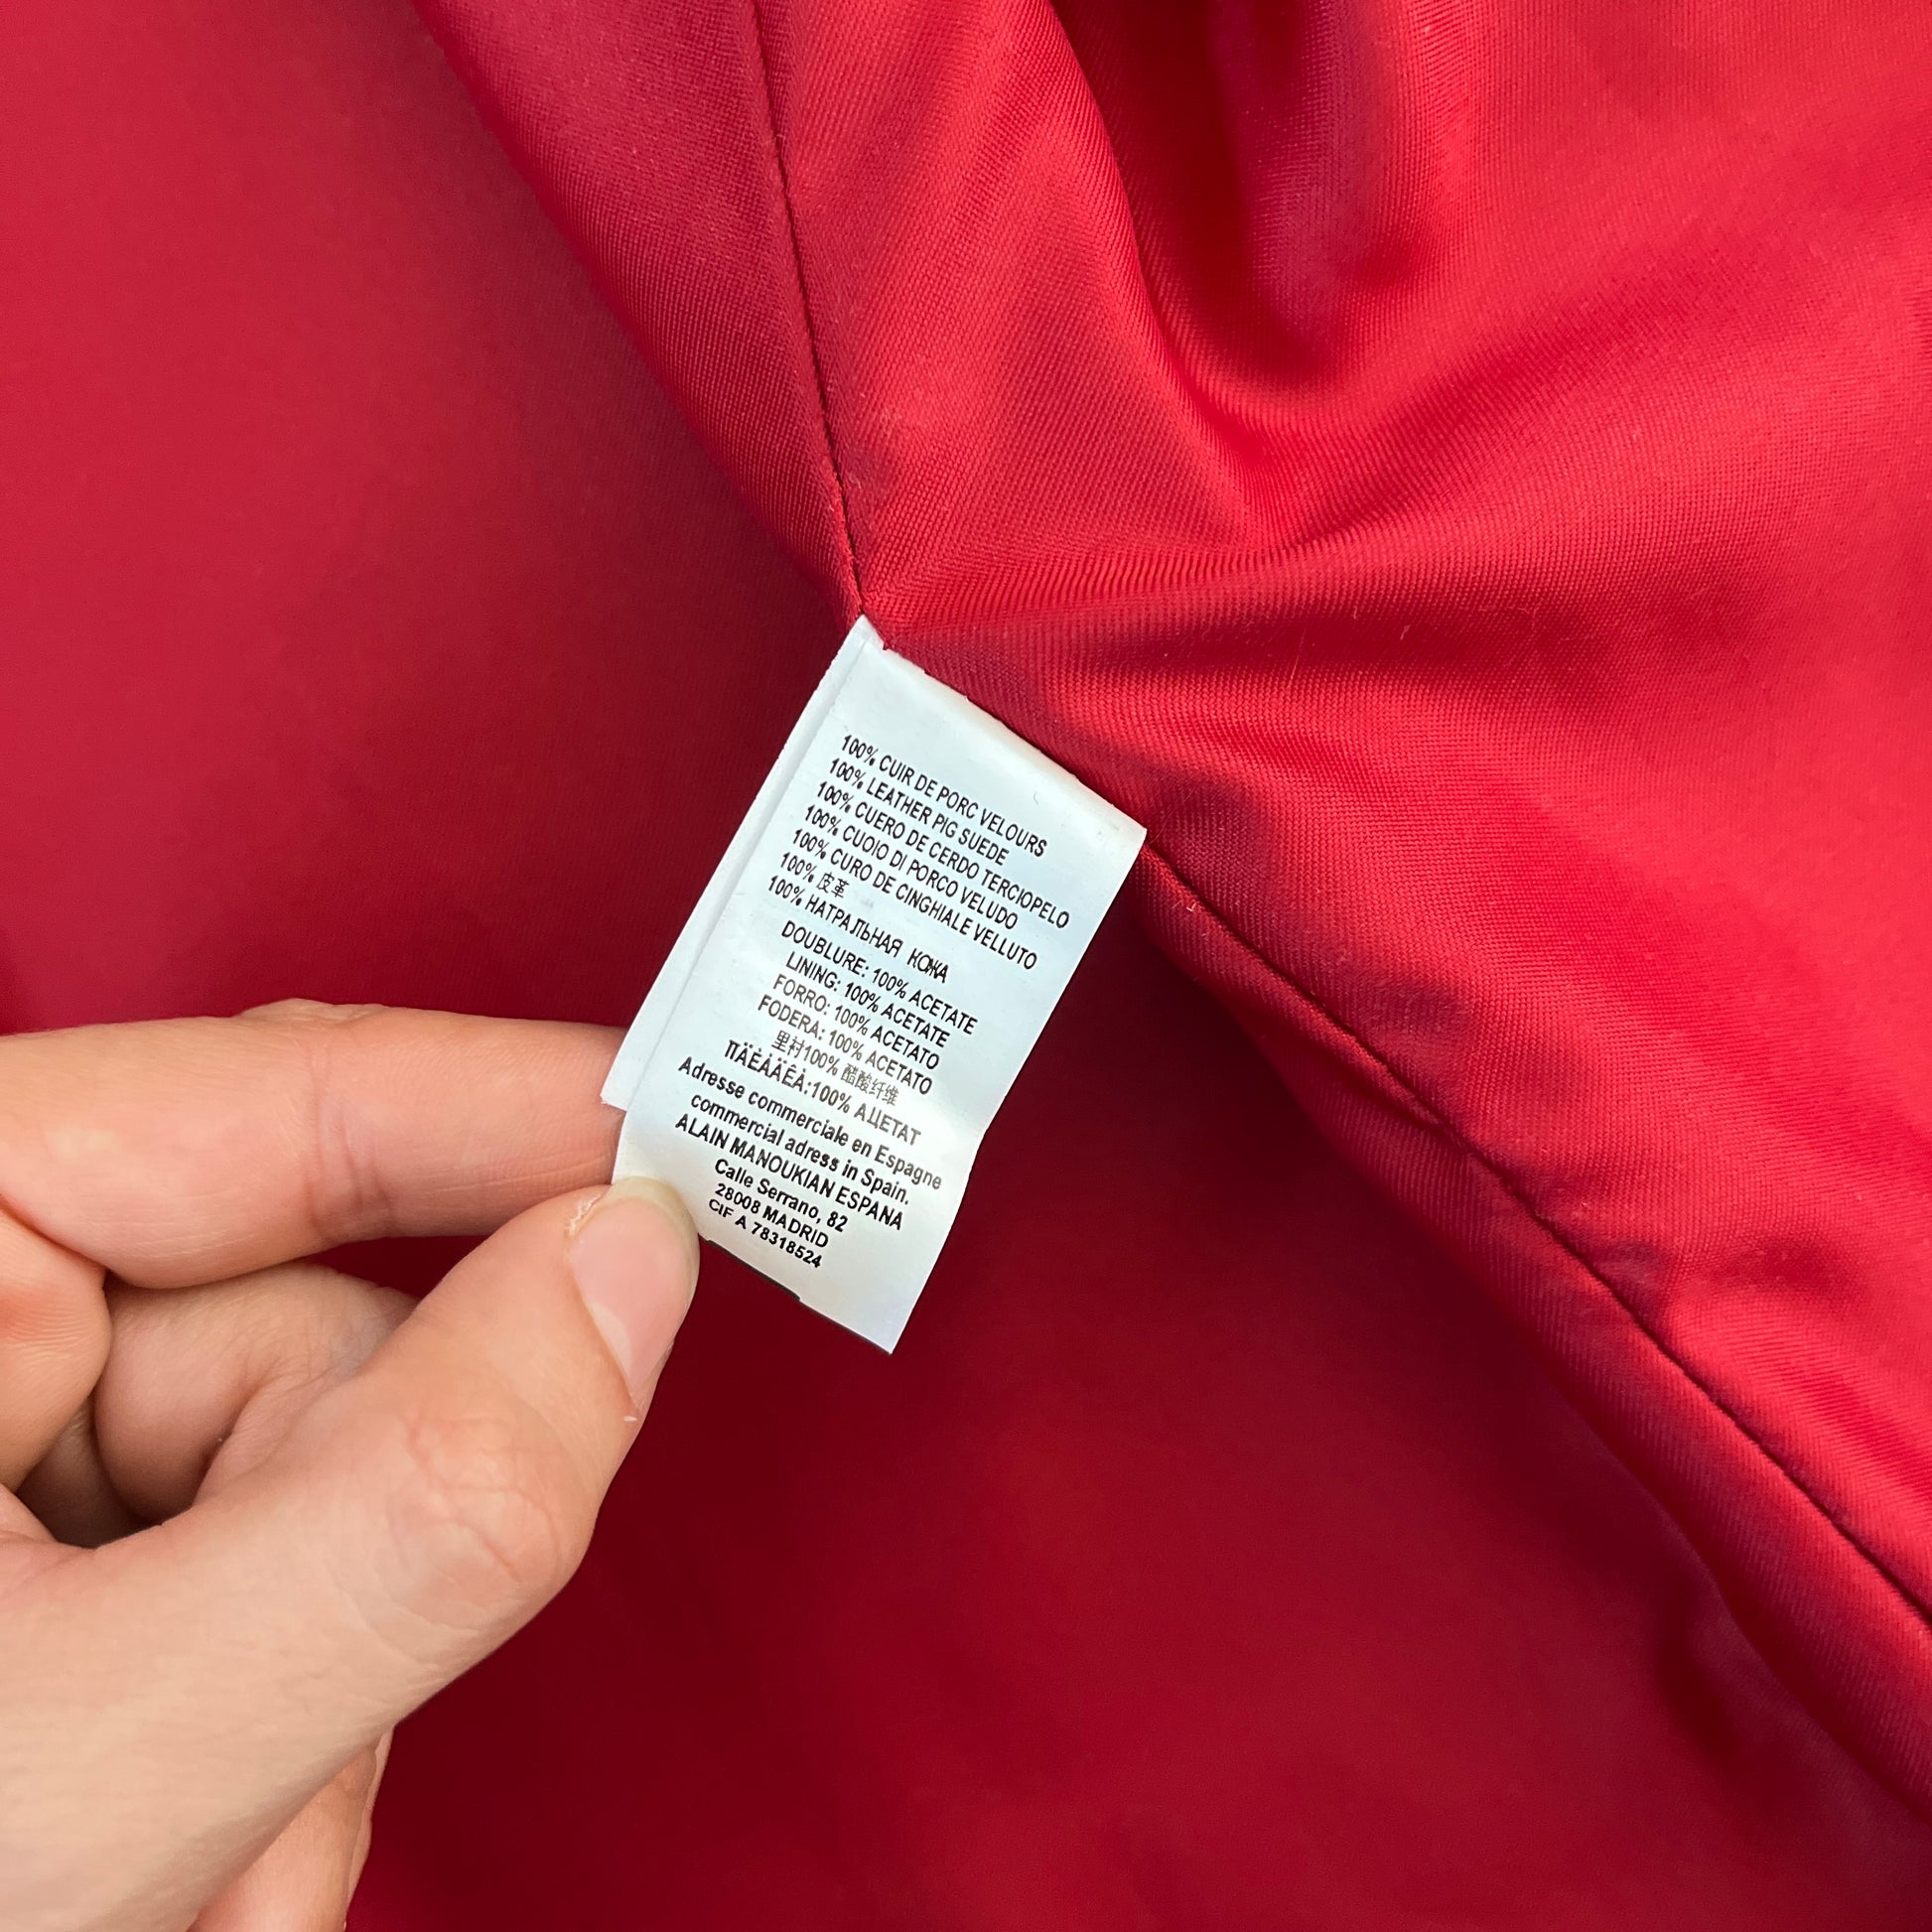 100% CUIR DE PORC VELOURS
100% LEATHER PIG SUEDE
100% CUERO DE CERDO TERCIOPELO
100% CUOIO DI PORCO VELUDO
100% CURO DE CINGHIALE VELLUTO
100% 皮革
100% НАТРАЛЬНАЯ КОЖА
DOUBLURE: 100% ACETATE
LINING: 100% ACETATE
FORRO: 100% ACETATO
FODERA: 100% ACETATO
里衬100% 醋酸纤维
ΠÄËÀÄÊÀ:100% АЦЕТАТ
Adresse commerciale en Espagne
commercial adress in Spain.
ALAIN MANOUKIAN ESPANA
Calle Serrano, 82
28008 MADRID
CIF A 78318524